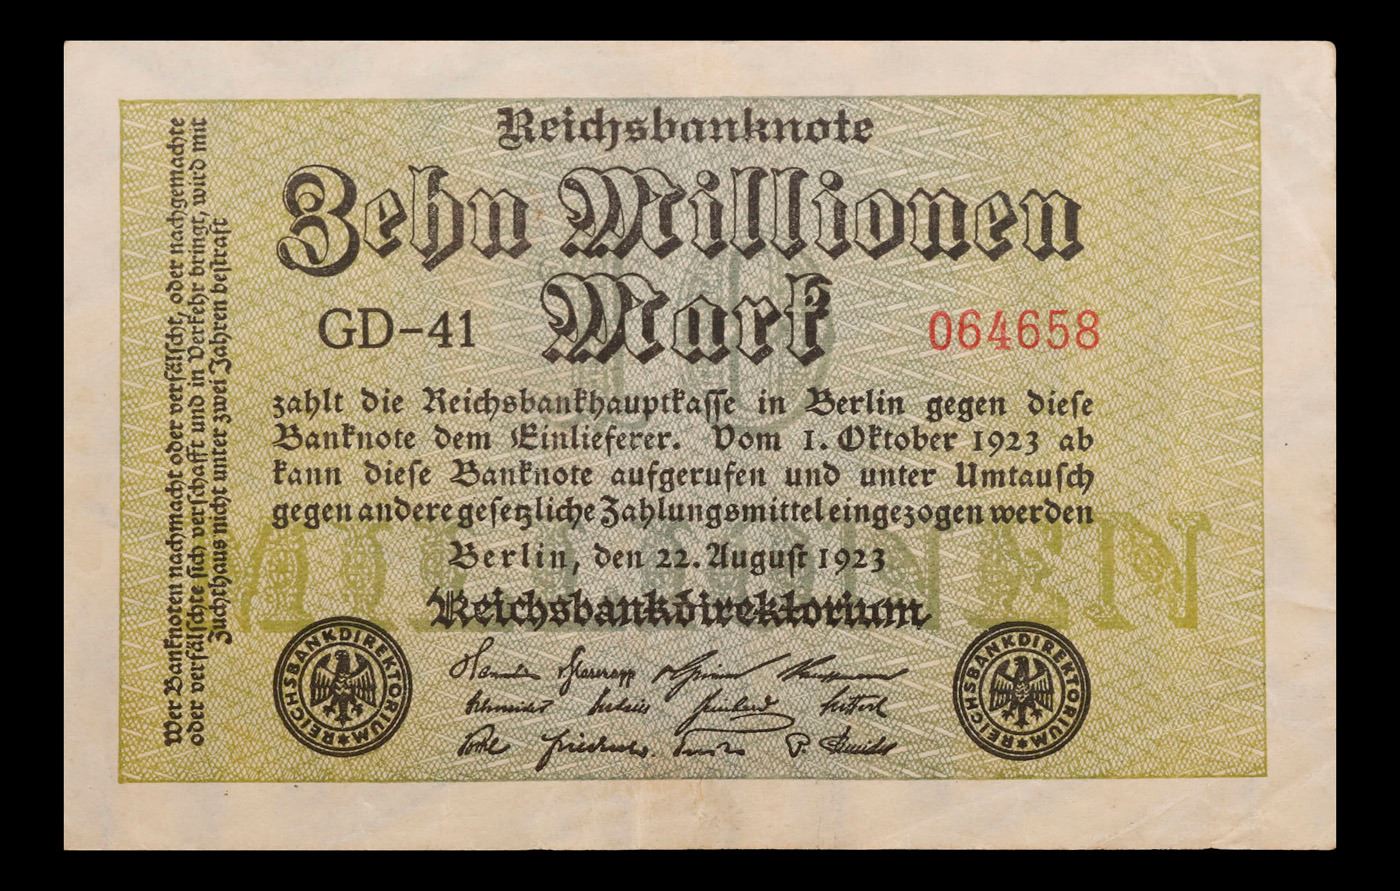 Reichsbanknote
Zehn Millionen
Mark
GD-41
064658
zahlt die Reichsbankhauptkasse in Berlin gegen diese
Banknote dem Einlieferer. Vom 1. Oktober 1923 ab
kann diese Banknote aufgerufen und unter Umtausch
gegen andere gesetzliche Zahlungsmittel eingezogen werden
Berlin, den 22. August 1923
Reichsbankdirektorium
REICHSBANKDIREKTORIUM
REICHSBANKDIREKTORIUM
Wer Banknoten nachmacht oder verfälscht, oder nachgemachte
oder verfälschte sich verschafft und in Verkehr bringt, wird mit
Zuchthaus nicht unter zwei Jahren bestraft
10